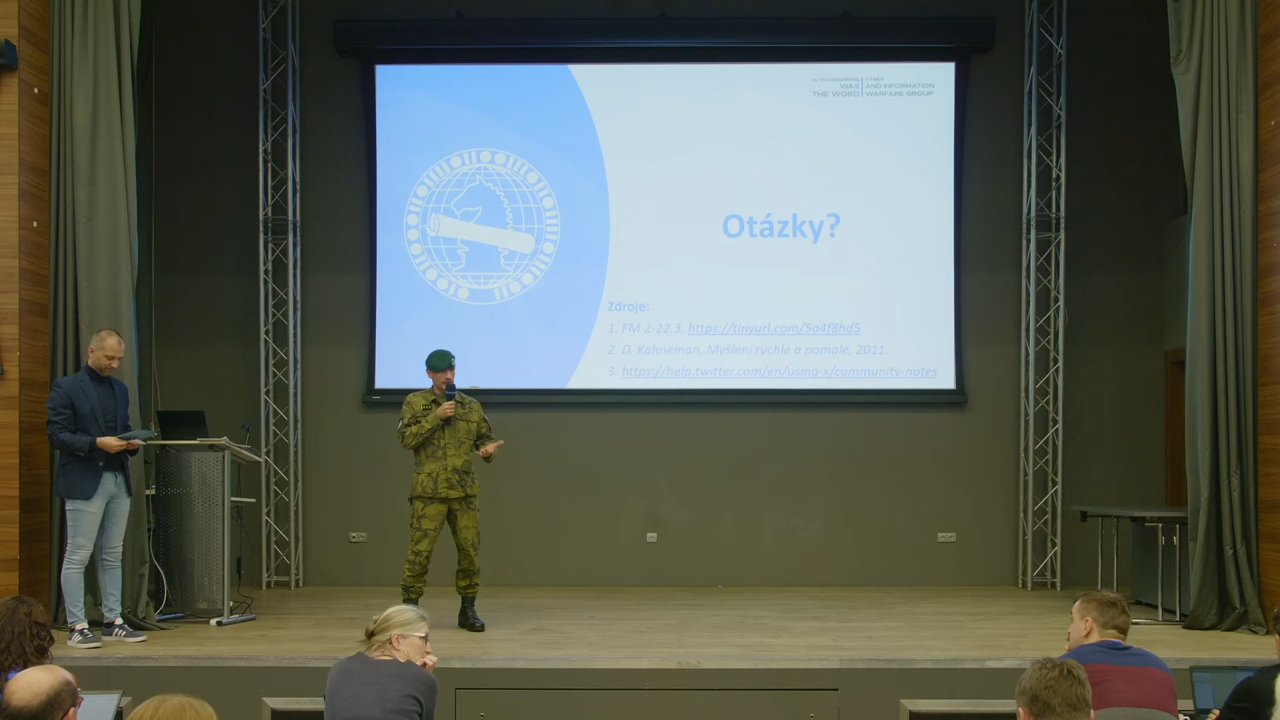 IN THE BEGINNING
WAS
THE WORD
CYBER
AND INFORMATION
WARFARE GROUP
Otázky?
Zdroje:
1. FM 2-22.3, https://tinyurl.com/5a4f8hd5
2. D. Kahneman, Myšlení rychlé a pomalé, 2011.
3. https://help.twitter.com/en/using-x/community-notes